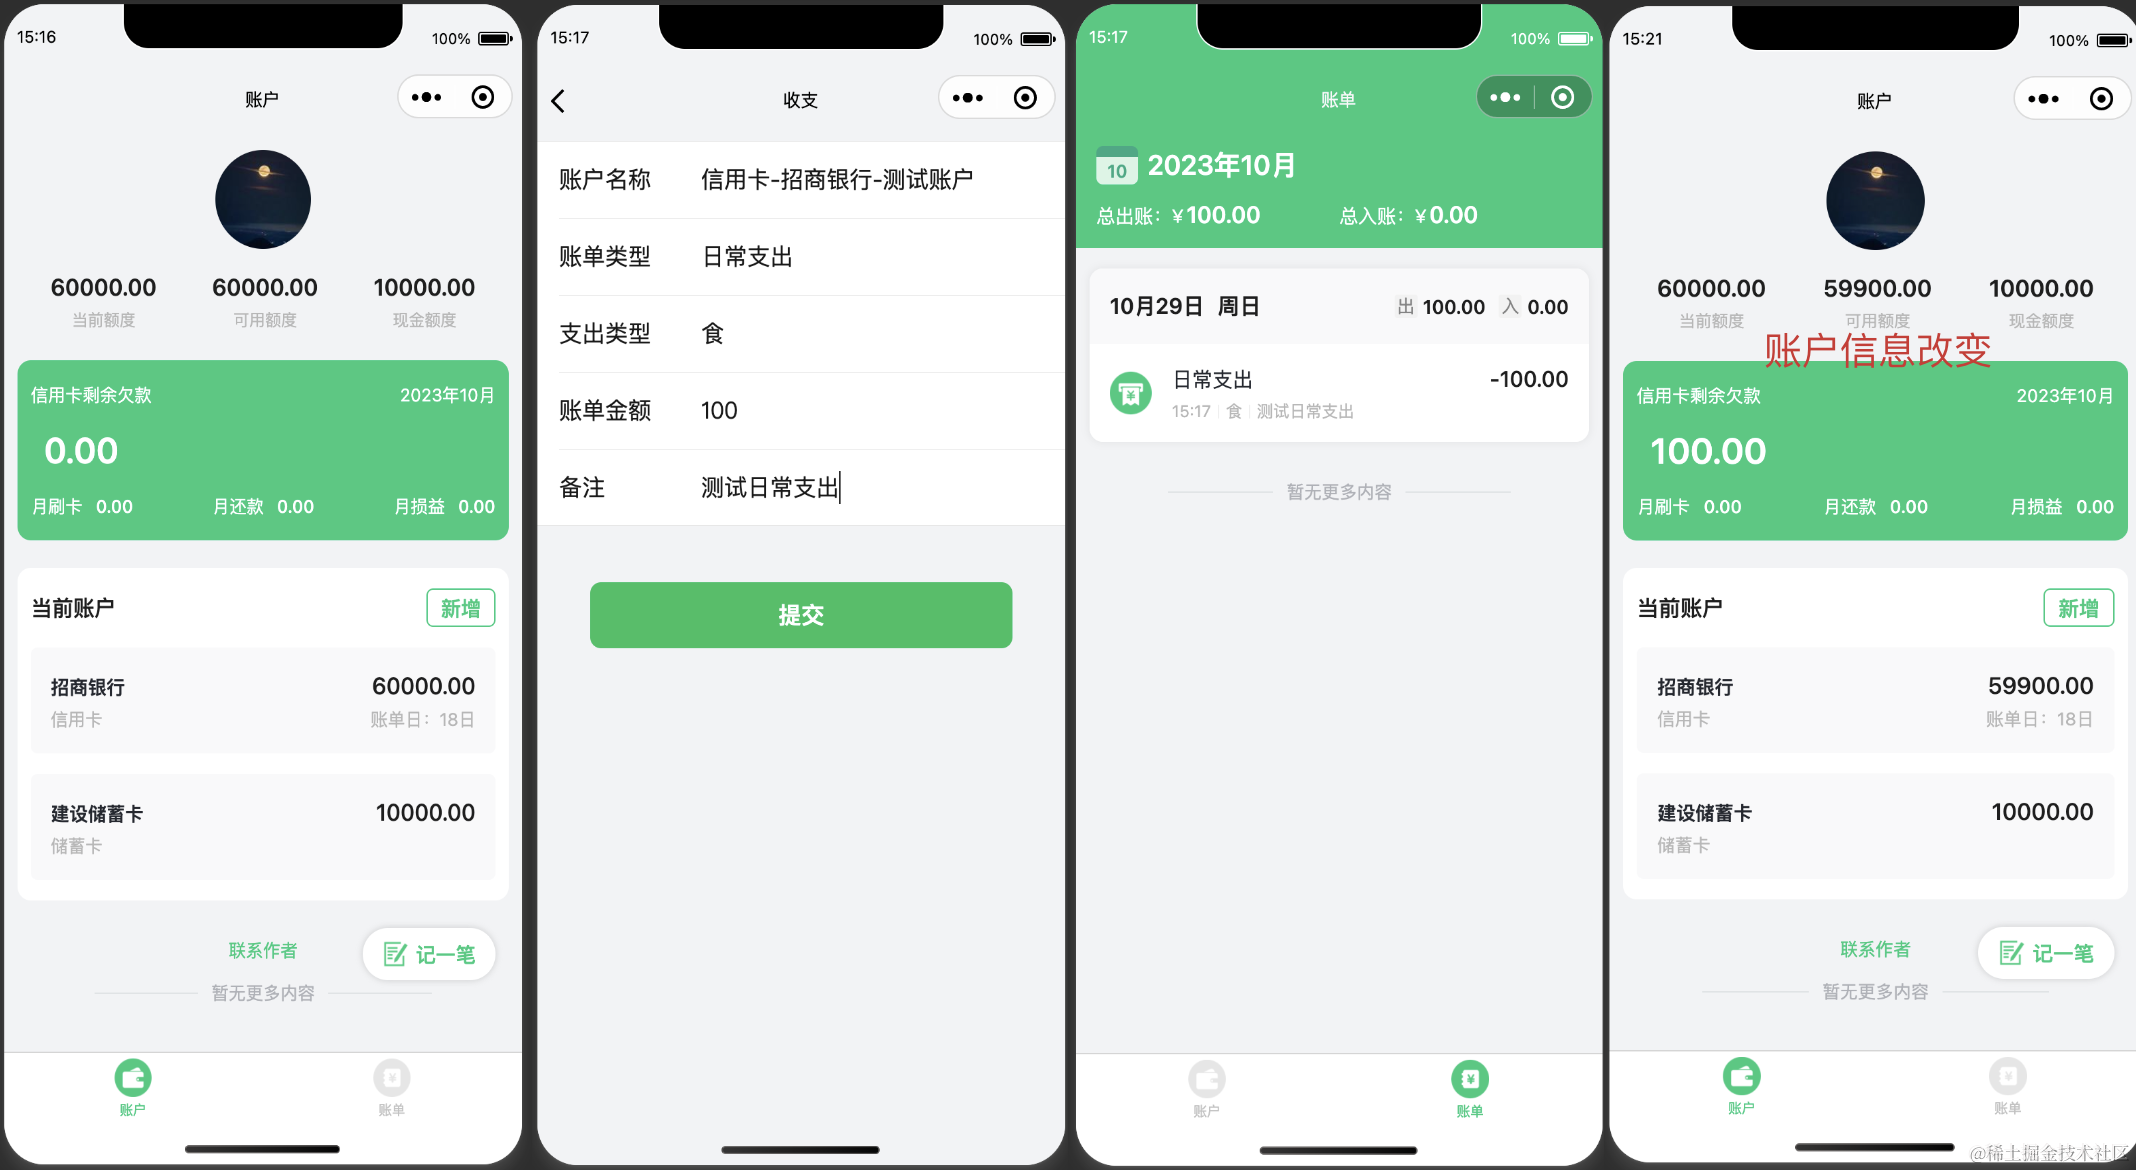 15:16
100%
账户
60000.00 60000.00 10000.00
当前额度 可用额度 现金额度
信用卡剩余欠款 2023年10月
0.00
月刷卡 0.00 月还款 0.00 月损益 0.00
当前账户 新增
招商银行 60000.00
信用卡 账单日：18日
建设储蓄卡 10000.00
储蓄卡
联系作者
记一笔
暂无更多内容
账户 账单
15:17
100%
收支
账户名称 信用卡-招商银行-测试账户
账单类型 日常支出
支出类型 食
账单金额 100
备注 测试日常支出
提交
15:17
100%
账单
10 2023年10月
总出账：￥100.00 总入账：￥0.00
10月29日 周日 出 100.00 入 0.00
日常支出 -100.00
15:17 食 测试日常支出
暂无更多内容
账户 账单
15:21
100%
账户
60000.00 59900.00 10000.00
当前额度 可用额度 现金额度
账户信息改变
信用卡剩余欠款 2023年10月
100.00
月刷卡 0.00 月还款 0.00 月损益 0.00
当前账户 新增
招商银行 59900.00
信用卡 账单日：18日
建设储蓄卡 10000.00
储蓄卡
联系作者
记一笔
暂无更多内容
账户 账单
@稀土掘金技术社区